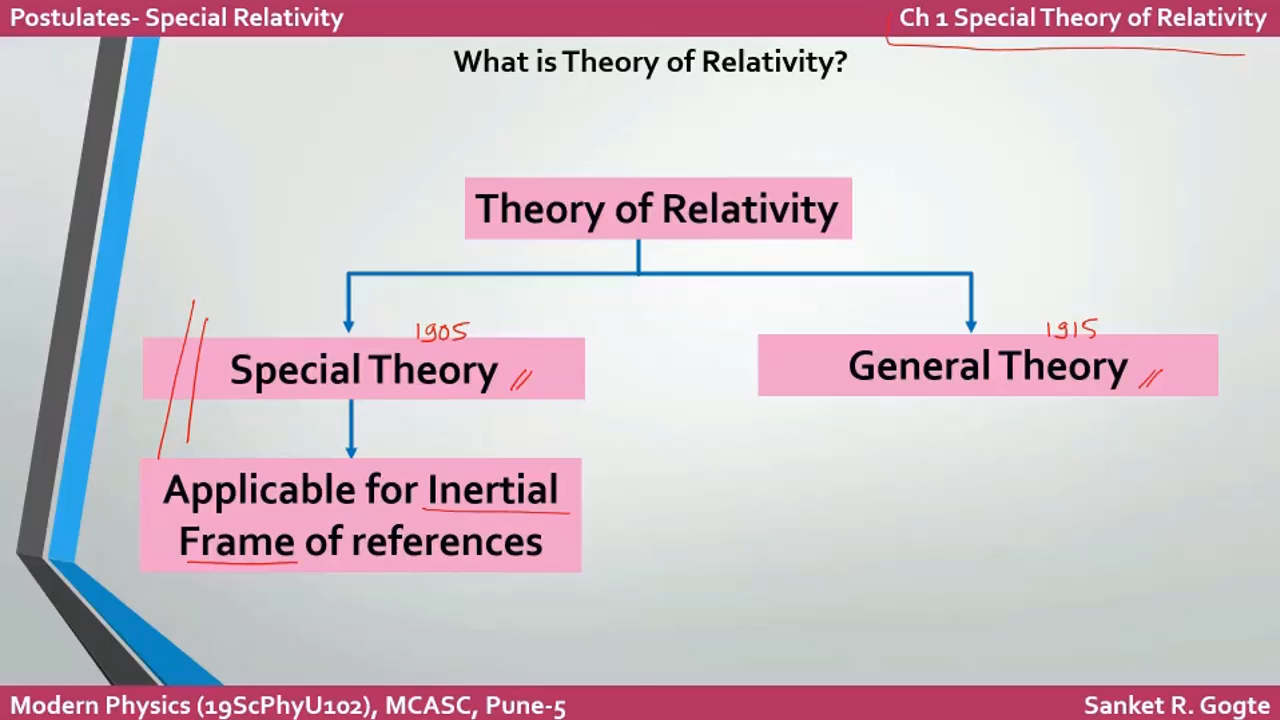 Postulates- Special Relativity
Ch 1 Special Theory of Relativity
What is Theory of Relativity?
Theory of Relativity
1905
1915
Special Theory
General Theory
Applicable for Inertial
Frame of references
Modern Physics (19ScPhyU102), MCASC, Pune-5
Sanket R. Gogte